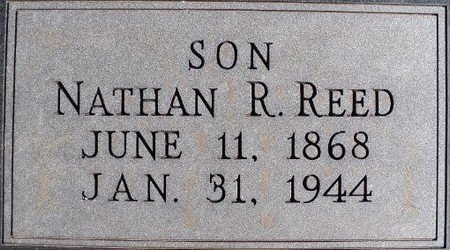 SON
NATHAN R. REED
JUNE 11, 1868
JAN. 31, 1944